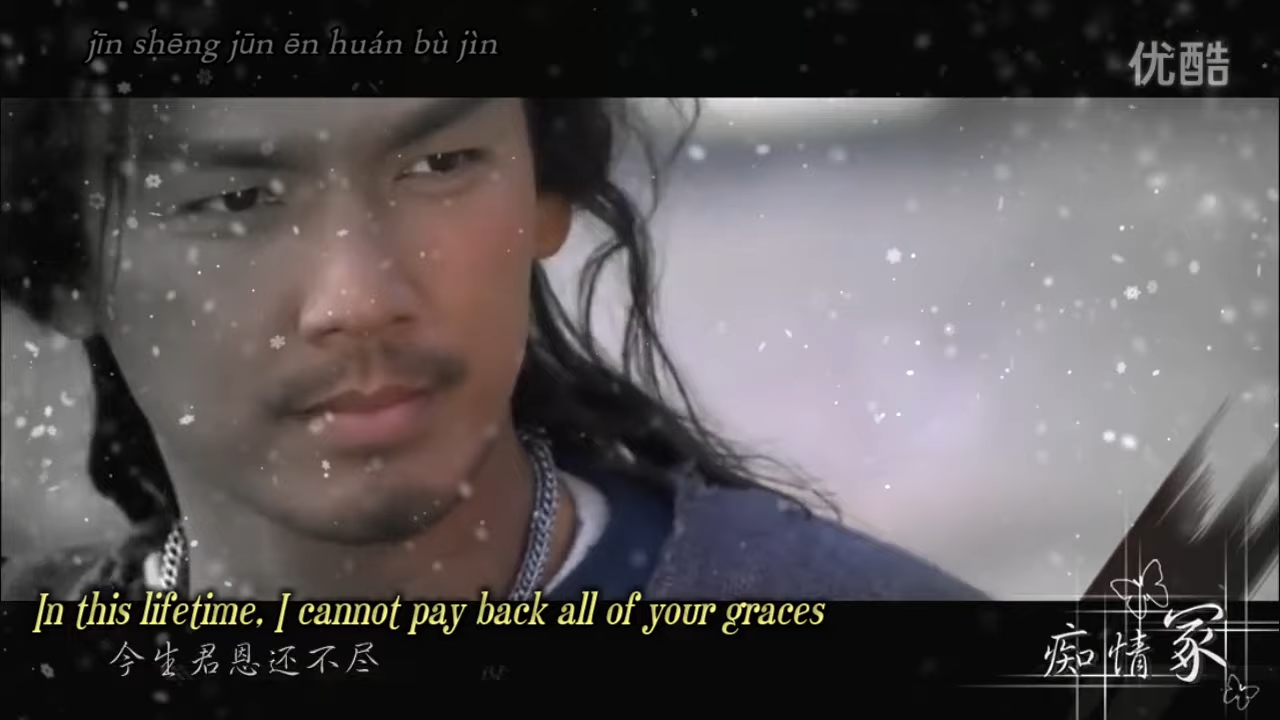 jīn shēng jūn ēn huán bù jìn
优酷
In this lifetime, I cannot pay back all of your graces
今生君恩还不尽
痴情冢